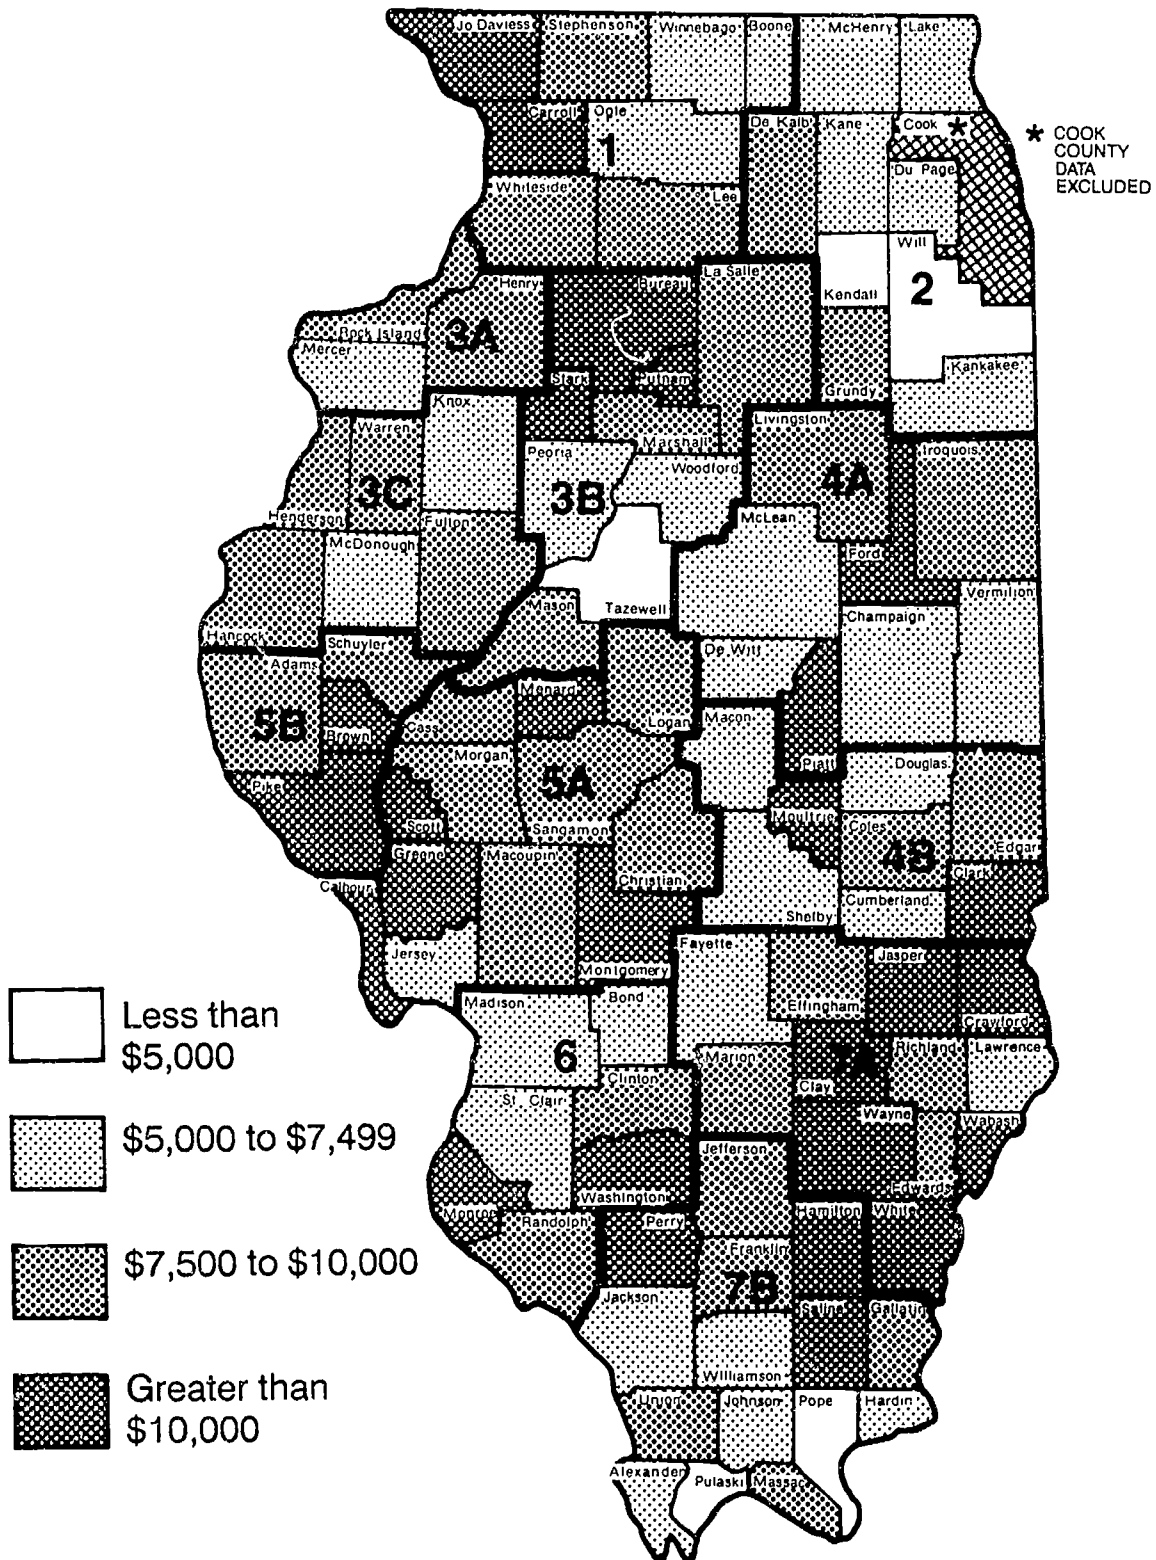 Jo Daviess
Stephenson
Winnebago
Boone
McHenry
Lake
Carroll
Ogle
De Kalb
Kane
Cook *
* COOK
COUNTY
DATA
EXCLUDED
1
Du Page
Whiteside
Lee
Will
2
La Salle
Henry
Bureau
Kendall
Rock Island
3A
Mercer
Stark
Putnam
Grundy
Kankakee
Knox
Warren
Livingston
Marshall
Iroquois
Peoria
Woodford
3C
3B
4A
Henderson
Fulton
McLean
McDonough
Ford
Vermilion
Mason
Tazewell
Champaign
Hancock
Schuyler
De Witt
Adams
Menard
Logan
Macon
5B
Brown
Cass
Morgan
Piatt
Douglas
Pike
5A
Scott
Sangamon
Moultrie
Coles
4B
Edgar
Greene
Macoupin
Christian
Clark
Calhoun
Shelby
Cumberland
Jersey
Montgomery
Fayette
Jasper
Effingham
Crawford
Madison
Bond
Less than
$5,000
6
Marion
7A
Richland
Lawrence
Clinton
Clay
St. Clair
Wayne
Wabash
$5,000 to $7,499
Jefferson
Washington
Edwards
Monroe
Randolph
Perry
Hamilton
White
Franklin
$7,500 to $10,000
7B
Jackson
Saline
Gallatin
Williamson
Greater than
$10,000
Union
Johnson
Pope
Hardin
Alexander
Pulaski
Massac